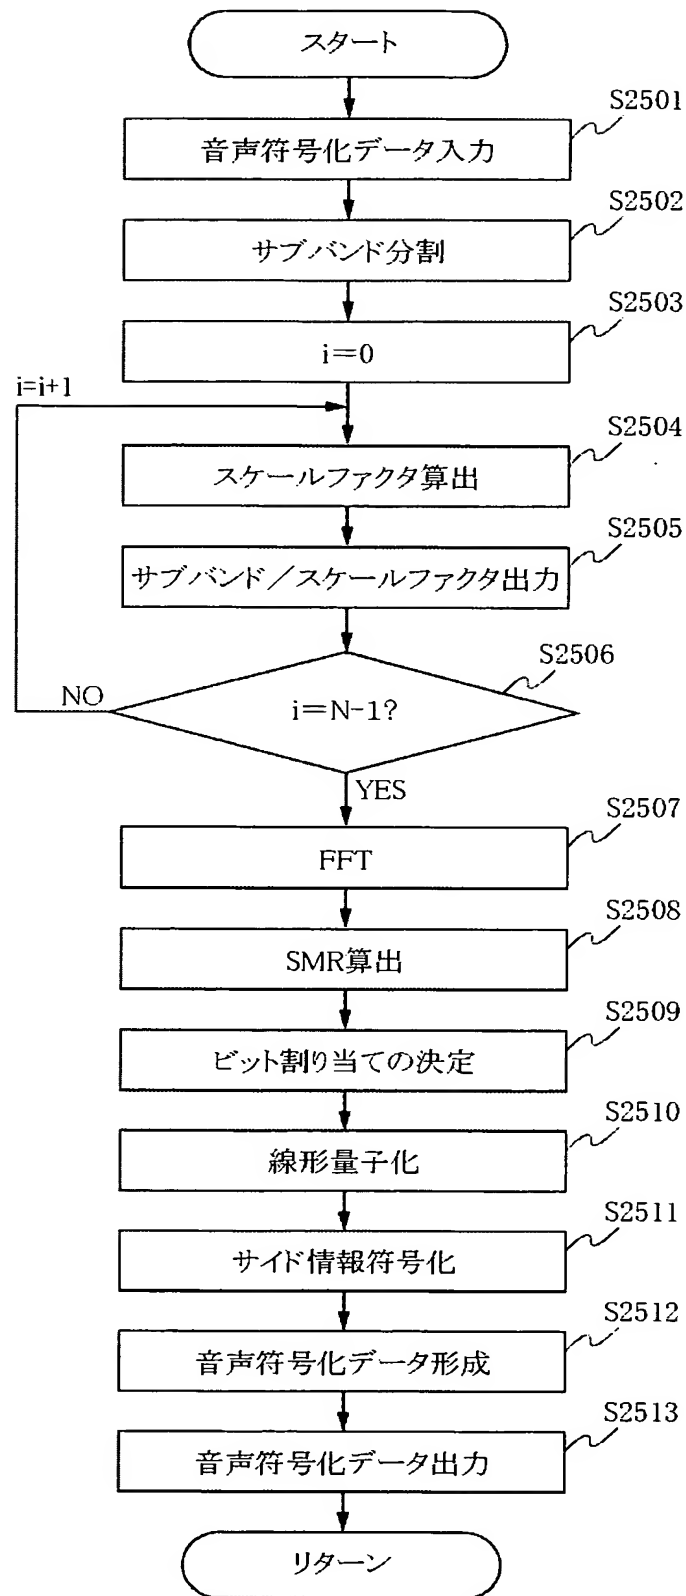 スタート
S2501
音声符号化データ入力
S2502
サブバンド分割
S2503
i=0
i=i+1
S2504
スケールファクタ算出
S2505
サブバンド/スケールファクタ出力
S2506
NO
i=N-1?
YES
S2507
FFT
S2508
SMR算出
S2509
ビット割り当ての決定
S2510
線形量子化
S2511
サイド情報符号化
S2512
音声符号化データ形成
S2513
音声符号化データ出力
リターン